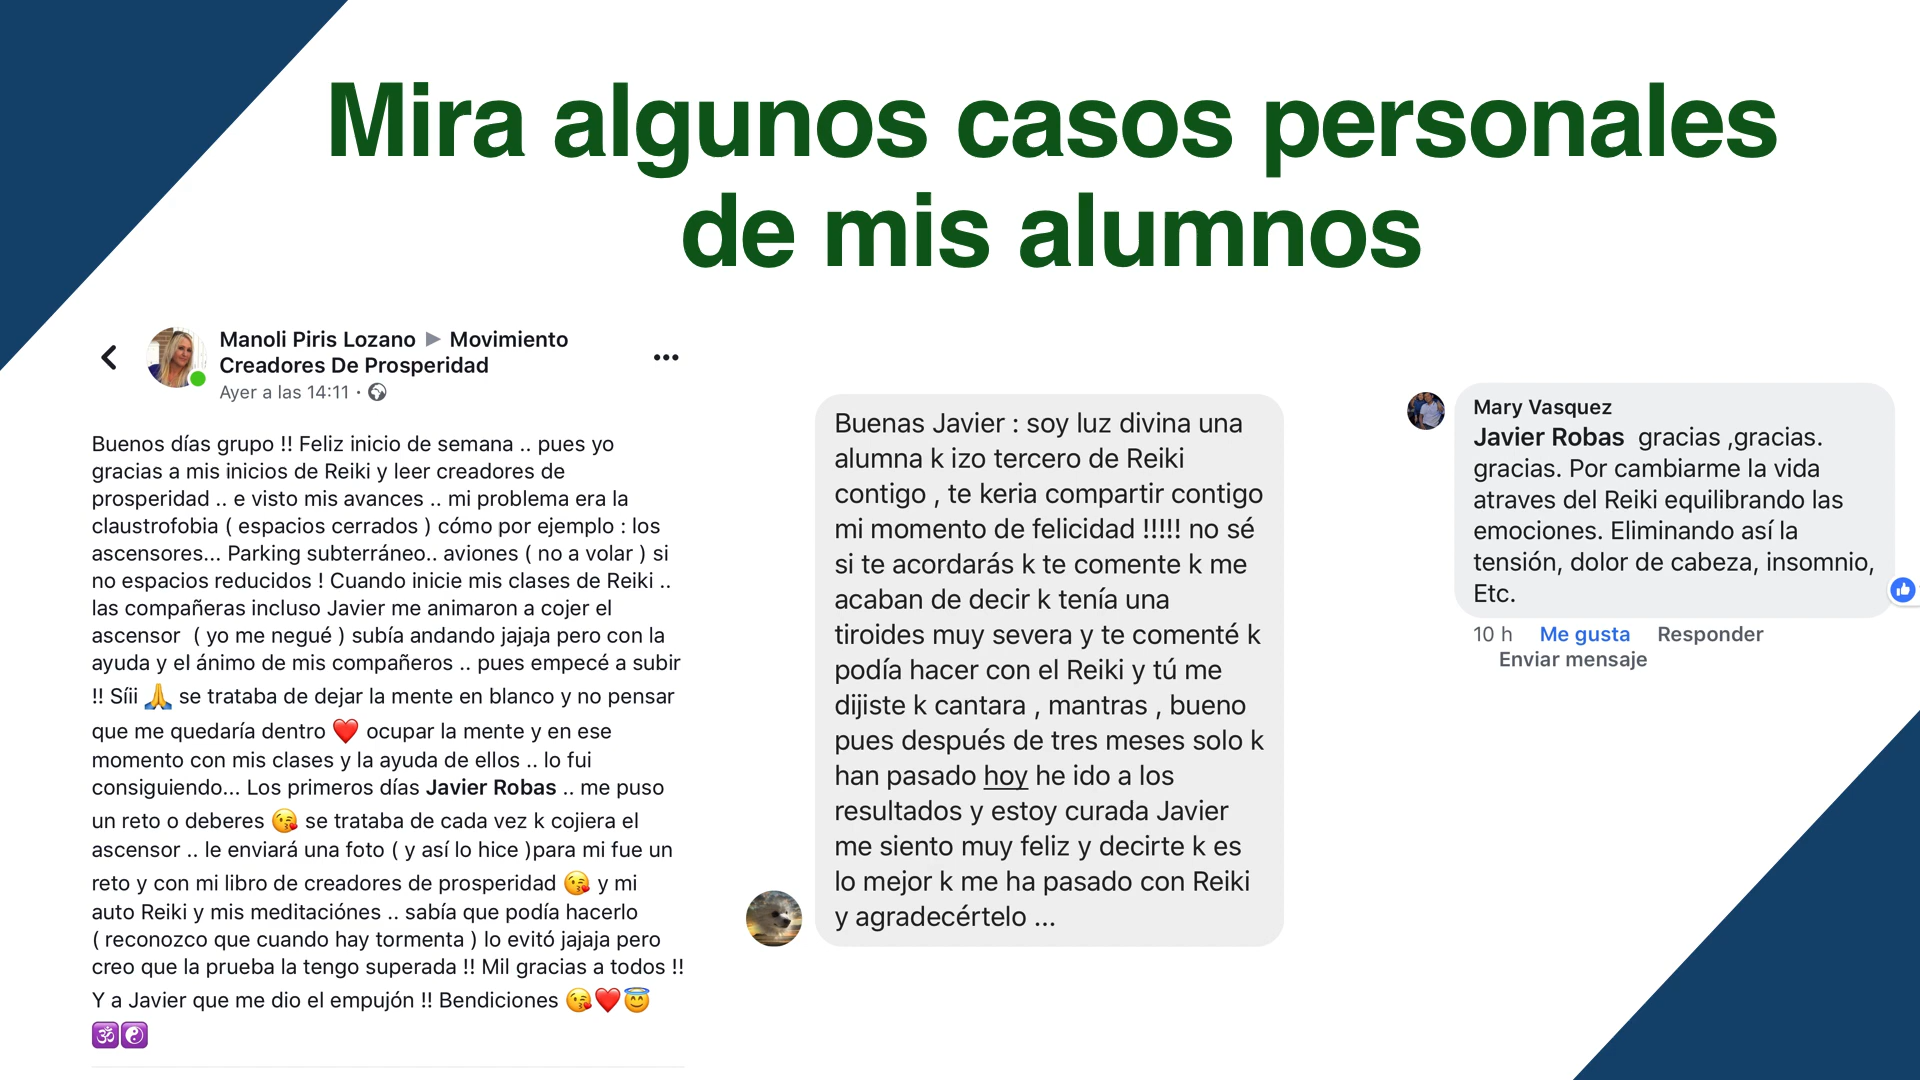 Mira algunos casos personales
de mis alumnos
Manoli Piris Lozano ▶ Movimiento
Creadores De Prosperidad
Ayer a las 14:11 ·
Buenos días grupo !! Feliz inicio de semana .. pues yo
gracias a mis inicios de Reiki y leer creadores de
prosperidad .. e visto mis avances .. mi problema era la
claustrofobia ( espacios cerrados ) cómo por ejemplo : los
ascensores... Parking subterráneo.. aviones ( no a volar ) si
no espacios reducidos ! Cuando inicie mis clases de Reiki ..
las compañeras incluso Javier me animaron a cojer el
ascensor ( yo me negué ) subía andando jajaja pero con la
ayuda y el ánimo de mis compañeros .. pues empecé a subir
!! Síii 🙏 se trataba de dejar la mente en blanco y no pensar
que me quedaría dentro ❤️ ocupar la mente y en ese
momento con mis clases y la ayuda de ellos .. lo fui
consiguiendo... Los primeros días Javier Robas .. me puso
un reto o deberes 😘 se trataba de cada vez k cojiera el
ascensor .. le enviará una foto ( y así lo hice )para mi fue un
reto y con mi libro de creadores de prosperidad 😘 y mi
auto Reiki y mis meditaciónes .. sabía que podía hacerlo
( reconozco que cuando hay tormenta ) lo evitó jajaja pero
creo que la prueba la tengo superada !! Mil gracias a todos !!
Y a Javier que me dio el empujón !! Bendiciones 😘❤️😇
🕉☯
Buenas Javier : soy luz divina una
alumna k izo tercero de Reiki
contigo , te keria compartir contigo
mi momento de felicidad !!!!! no sé
si te acordarás k te comente k me
acaban de decir k tenía una
tiroides muy severa y te comenté k
podía hacer con el Reiki y tú me
dijiste k cantara , mantras , bueno
pues después de tres meses solo k
han pasado hoy he ido a los
resultados y estoy curada Javier
me siento muy feliz y decirte k es
lo mejor k me ha pasado con Reiki
y agradecértelo ...
Mary Vasquez
Javier Robas gracias ,gracias.
gracias. Por cambiarme la vida
atraves del Reiki equilibrando las
emociones. Eliminando así la
tensión, dolor de cabeza, insomnio,
Etc.
10 h Me gusta Responder
Enviar mensaje